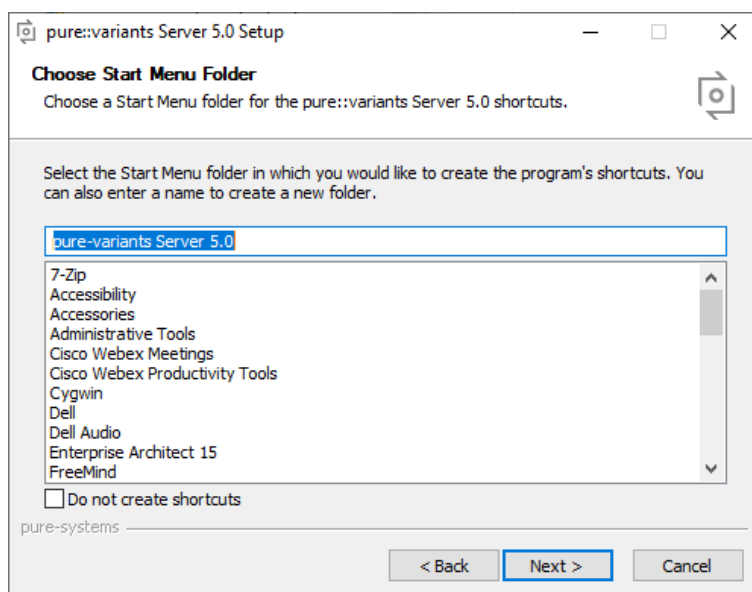 pure::variants Server 5.0 Setup
Choose Start Menu Folder
Choose a Start Menu folder for the pure::variants Server 5.0 shortcuts.
Select the Start Menu folder in which you would like to create the program's shortcuts. You
can also enter a name to create a new folder.
pure-variants Server 5.0
7-Zip
Accessibility
Accessories
Administrative Tools
Cisco Webex Meetings
Cisco Webex Productivity Tools
Cygwin
Dell
Dell Audio
Enterprise Architect 15
FreeMind
Do not create shortcuts
pure-systems
< Back Next > Cancel